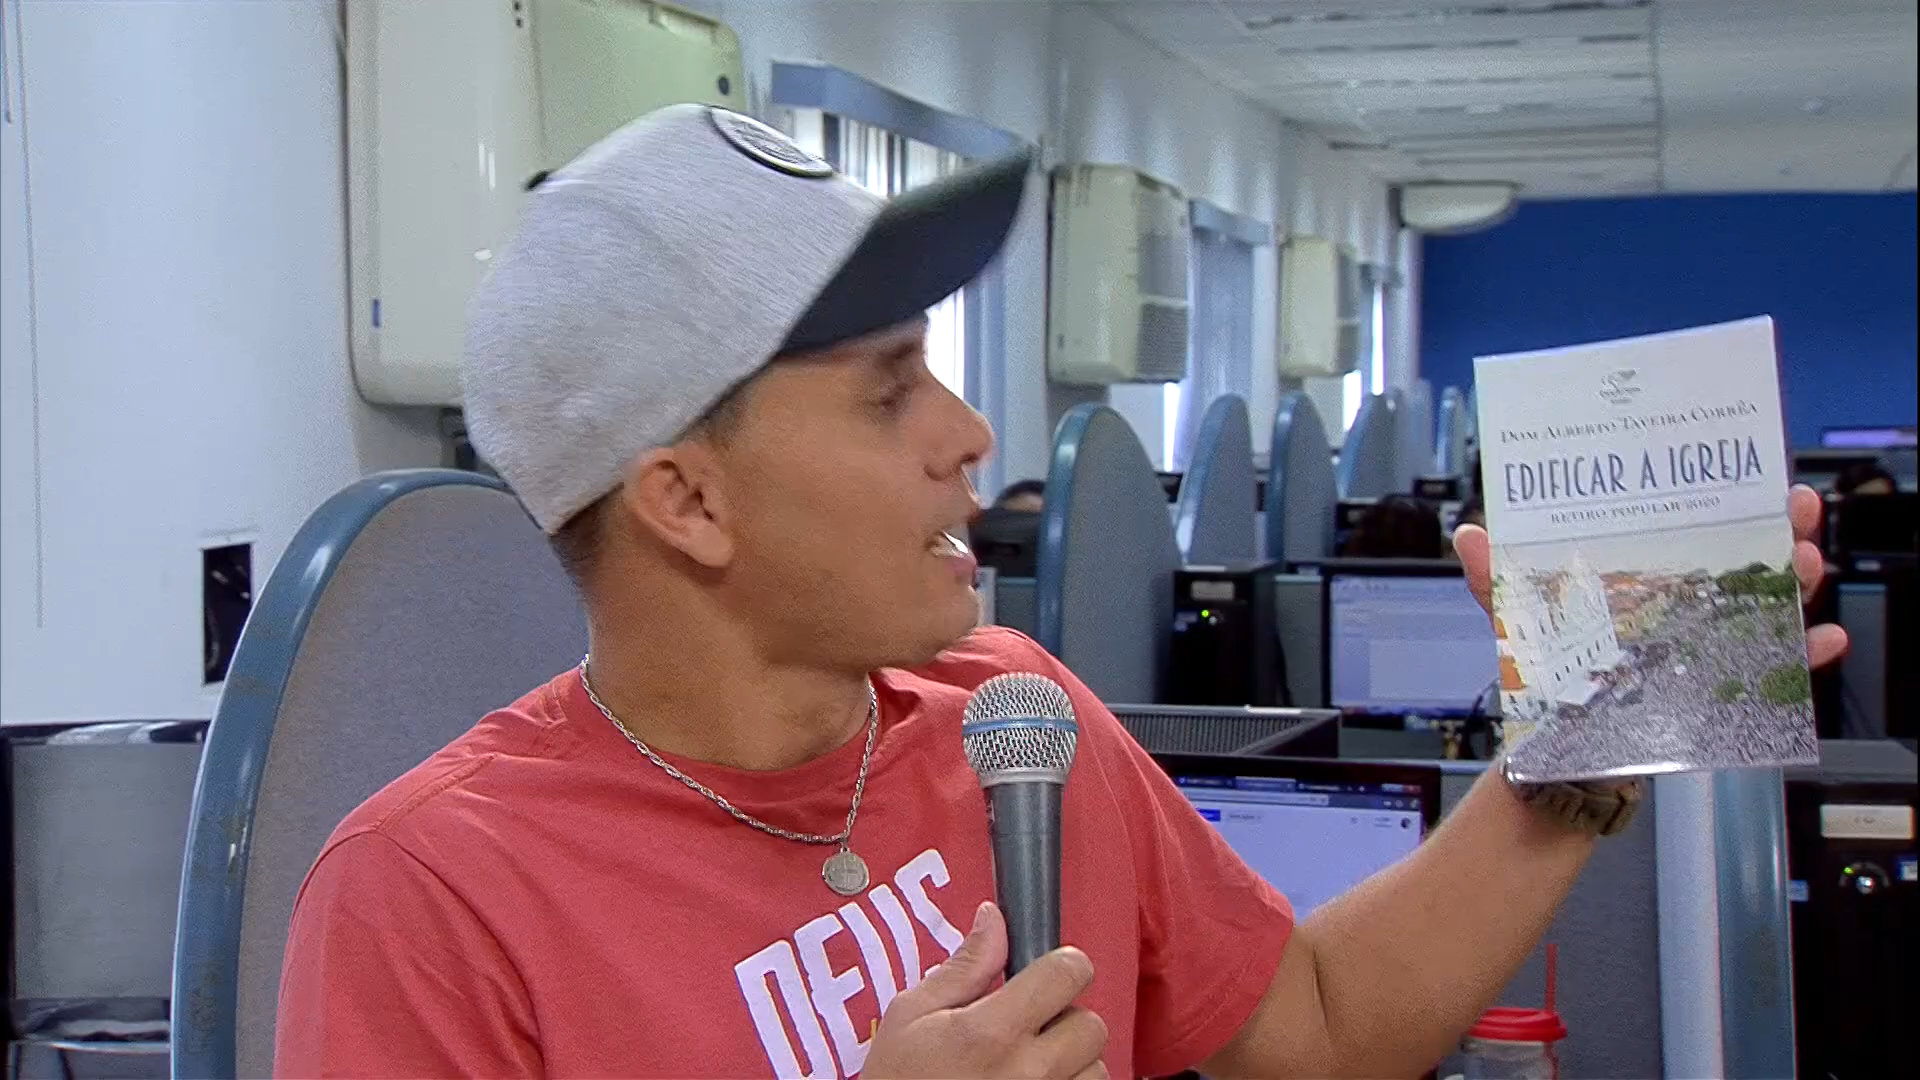 DOM ALBERTO TAVEIRA CORRÊA
EDIFICAR A IGREJA
RETIRO POPULAR 2020
DEUS